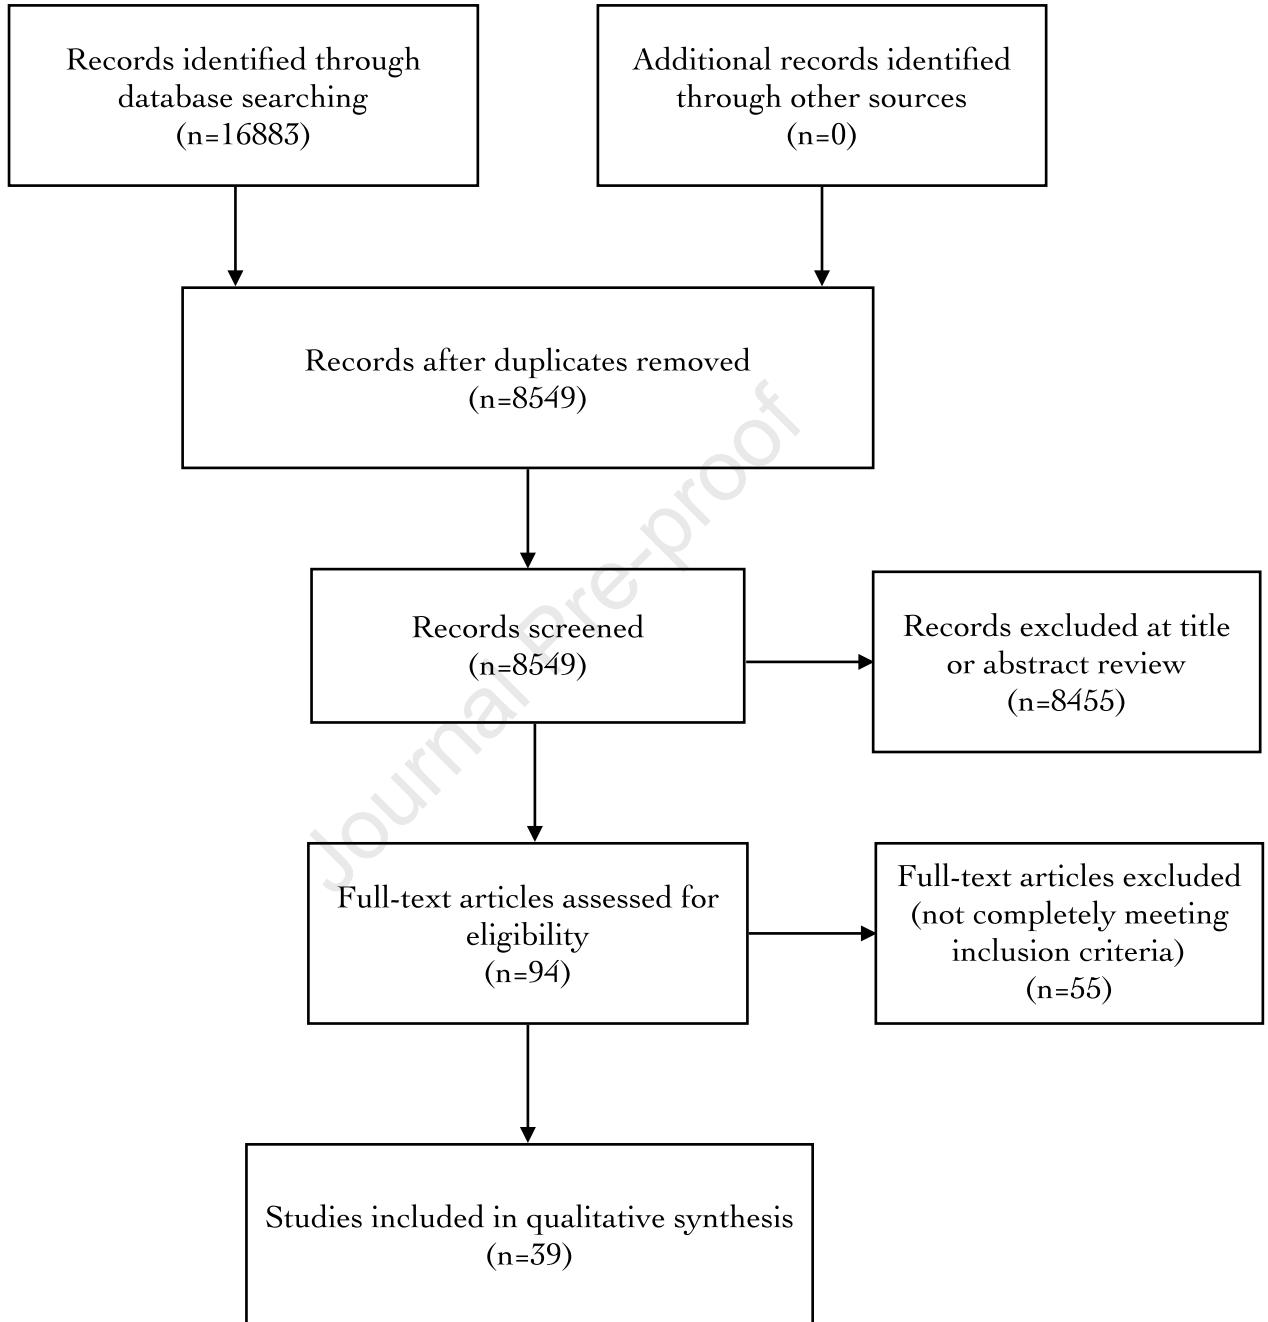 Records identified through
database searching
(n=16883)
Additional records identified
through other sources
(n=0)
Records after duplicates removed
(n=8549)
Records screened
(n=8549)
Records excluded at title
or abstract review
(n=8455)
Full-text articles assessed for
eligibility
(n=94)
Full-text articles excluded
(not completely meeting
inclusion criteria)
(n=55)
Studies included in qualitative synthesis
(n=39)
Journal Pre-proof